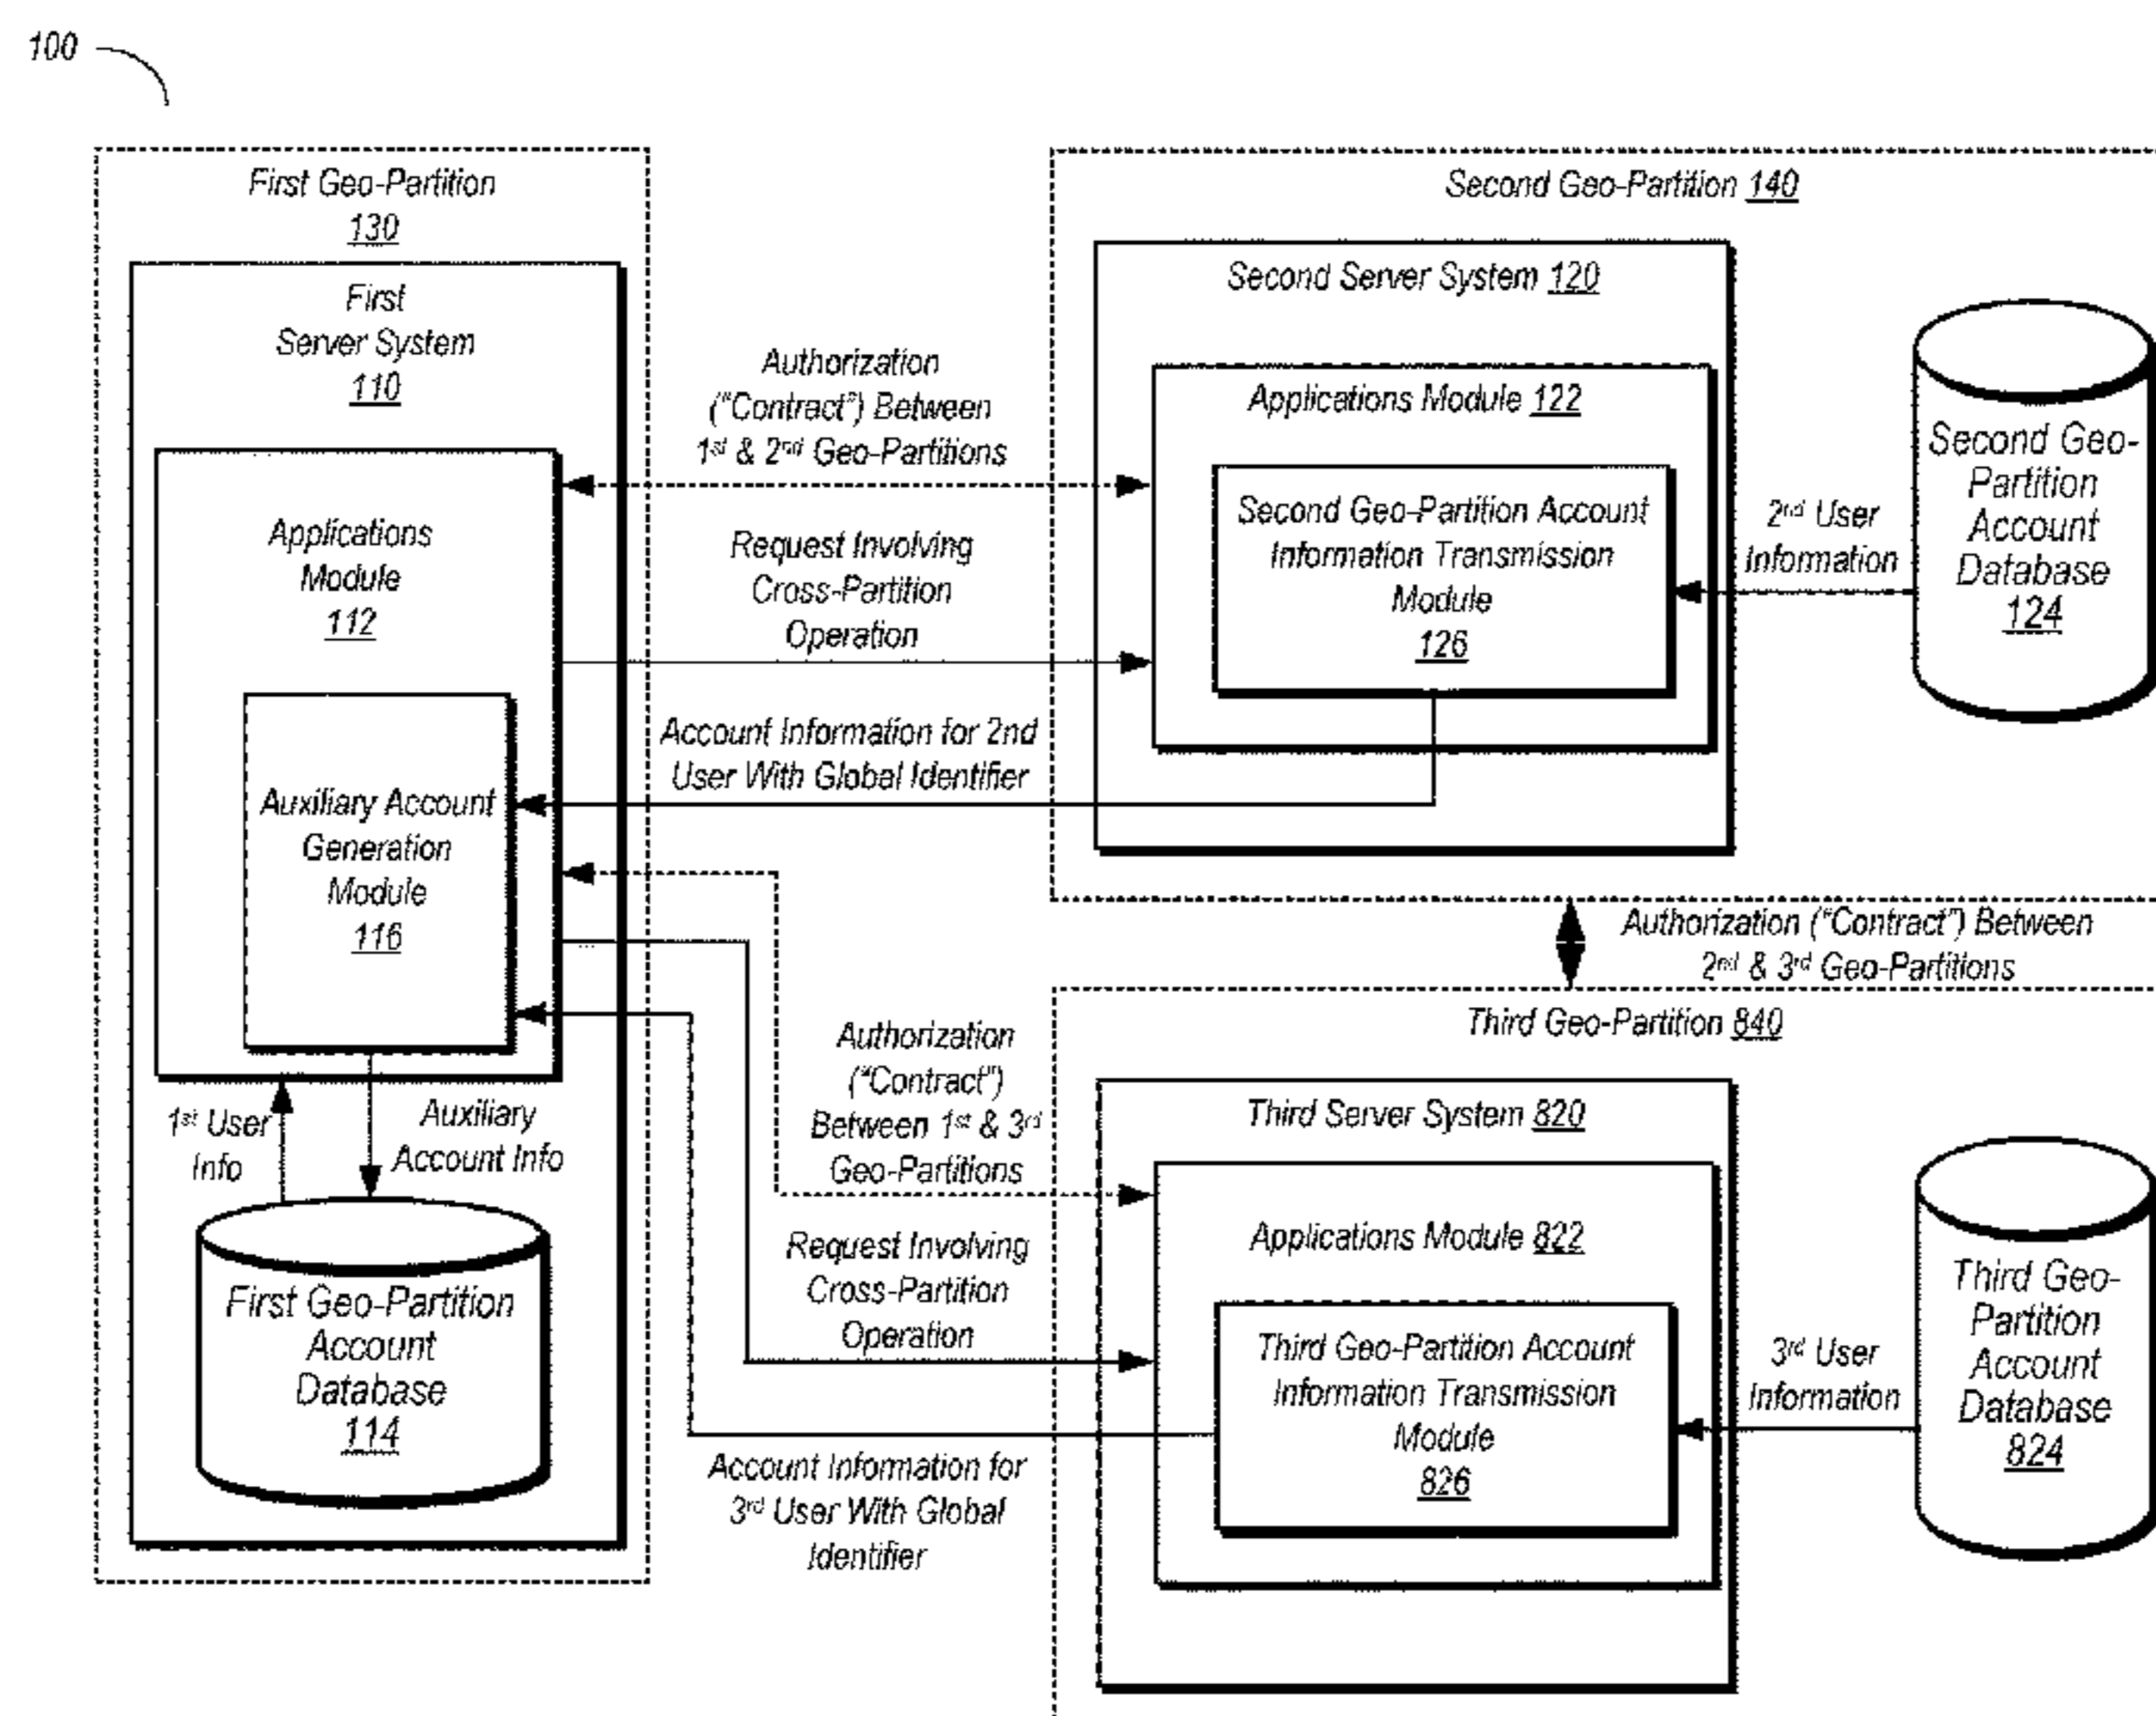 100
First Geo-Partition
130
First
Server System
110
Applications
Module
112
Auxiliary Account
Generation
Module
116
1st User
Info
Auxiliary
Account Info
First Geo-Partition
Account
Database
114
Authorization
("Contract") Between
1st & 2nd Geo-Partitions
Request Involving
Cross-Partition
Operation
Account Information for 2nd
User With Global Identifier
Authorization
("Contract")
Between 1st & 3rd
Geo-Partitions
Request Involving
Cross-Partition
Operation
Account Information for
3rd User With Global
Identifier
Second Geo-Partition 140
Second Server System 120
Applications Module 122
Second Geo-Partition Account
Information Transmission
Module
126
2nd User
Information
Second Geo-
Partition
Account
Database
124
Authorization ("Contract") Between
2nd & 3rd Geo-Partitions
Third Geo-Partition 840
Third Server System 820
Applications Module 822
Third Geo-Partition Account
Information Transmission
Module
826
3rd User
Information
Third Geo-
Partition
Account
Database
824